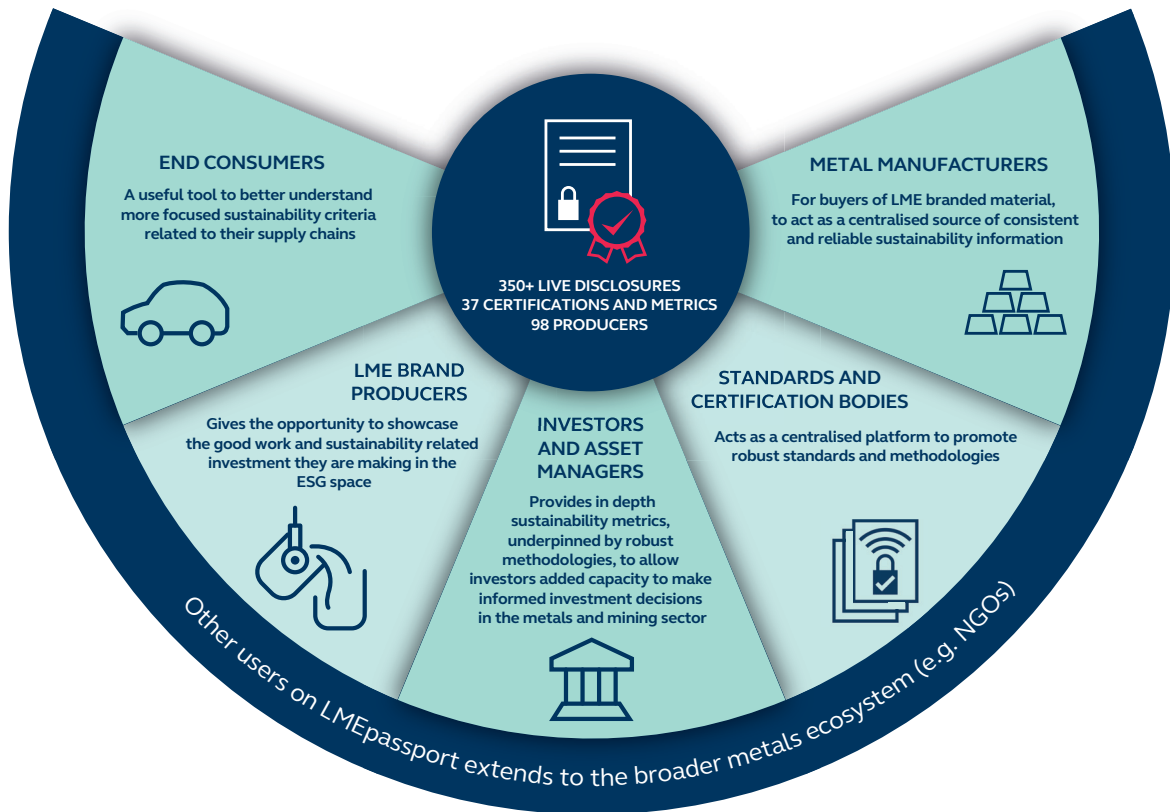 END CONSUMERS
A useful tool to better understand
more focused sustainability criteria
related to their supply chains
LME BRAND
PRODUCERS
Gives the opportunity to showcase
the good work and sustainability related
investment they are making in the
ESG space
350+ LIVE DISCLOSURES
37 CERTIFICATIONS AND METRICS
98 PRODUCERS
INVESTORS
AND ASSET
MANAGERS
Provides in depth
sustainability metrics,
underpinned by robust
methodologies, to allow
investors added capacity to make
informed investment decisions
in the metals and mining sector
STANDARDS AND
CERTIFICATION BODIES
Acts as a centralised platform to promote
robust standards and methodologies
METAL MANUFACTURERS
For buyers of LME branded material,
to act as a centralised source of consistent
and reliable sustainability information
Other users on LMEpassport extends to the broader metals ecosystem (e.g. NGOs)